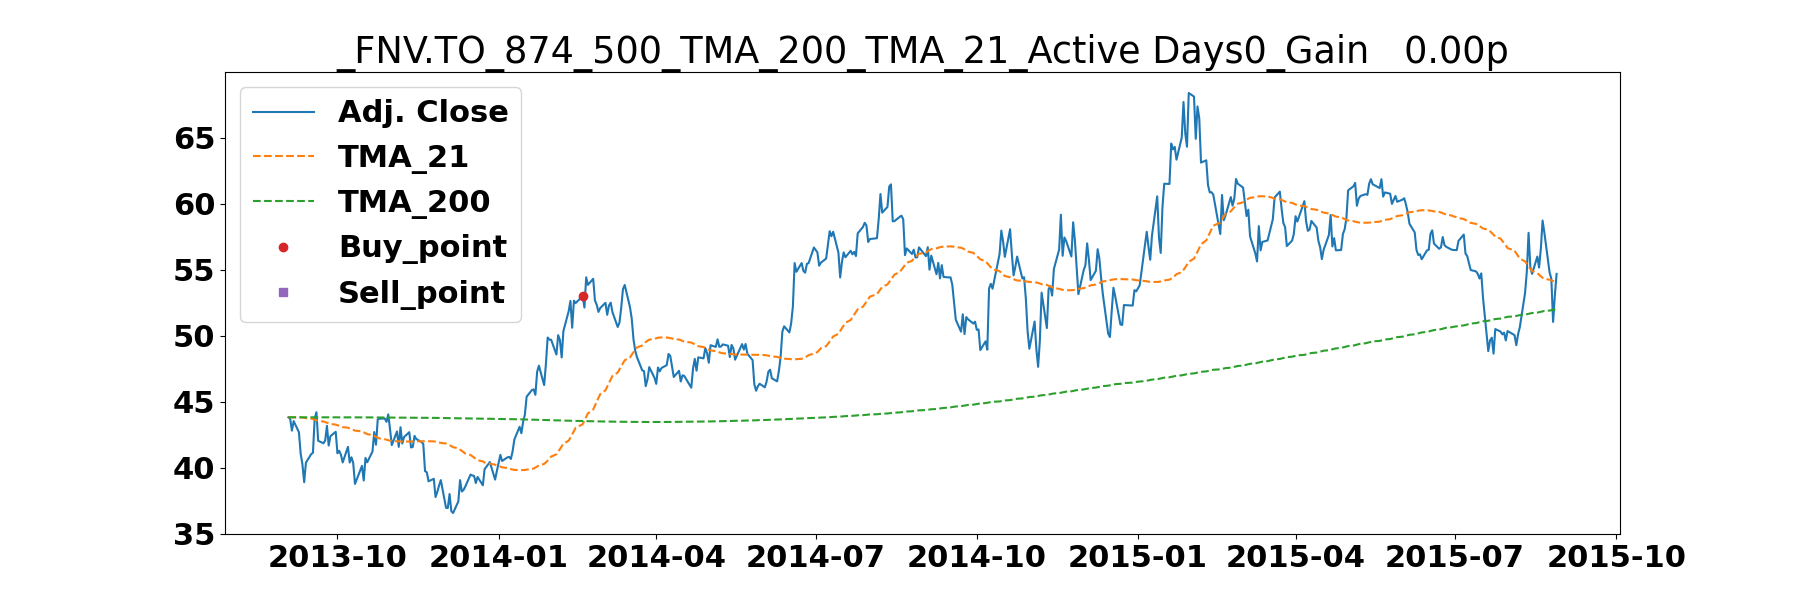 _FNV.TO_874_500_TMA_200_TMA_21_Active Days0_Gain   0.00p
Adj. Close
TMA_21
TMA_200
Buy_point
Sell_point
65
60
55
50
45
40
35
2013-10 2014-01 2014-04 2014-07 2014-10 2015-01 2015-04 2015-07 2015-10